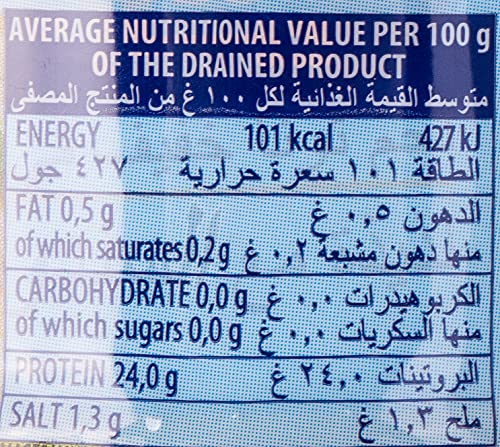 AVERAGE NUTRITIONAL VALUE PER 100 g
OF THE DRAINED PRODUCT
متوسط القيمة الغذائية لكل ١٠٠ غ من المنتج المصفى
ENERGY 101 kcal 427 kJ
الطاقة ١٠١ سعرة حرارية ٤٢٧ جول
FAT 0,5 g الدهون ٠,٥ غ
of which saturates 0,2 g منها دهون مشبعة ٠,٢ غ
CARBOHYDRATE 0,0 g الكربوهيدرات ٠,٠ غ
of which sugars 0,0 g منها السكريات ٠,٠ غ
PROTEIN 24,0 g البروتينات ٢٤,٠ غ
SALT 1,3 g ملح ١,٣ غ